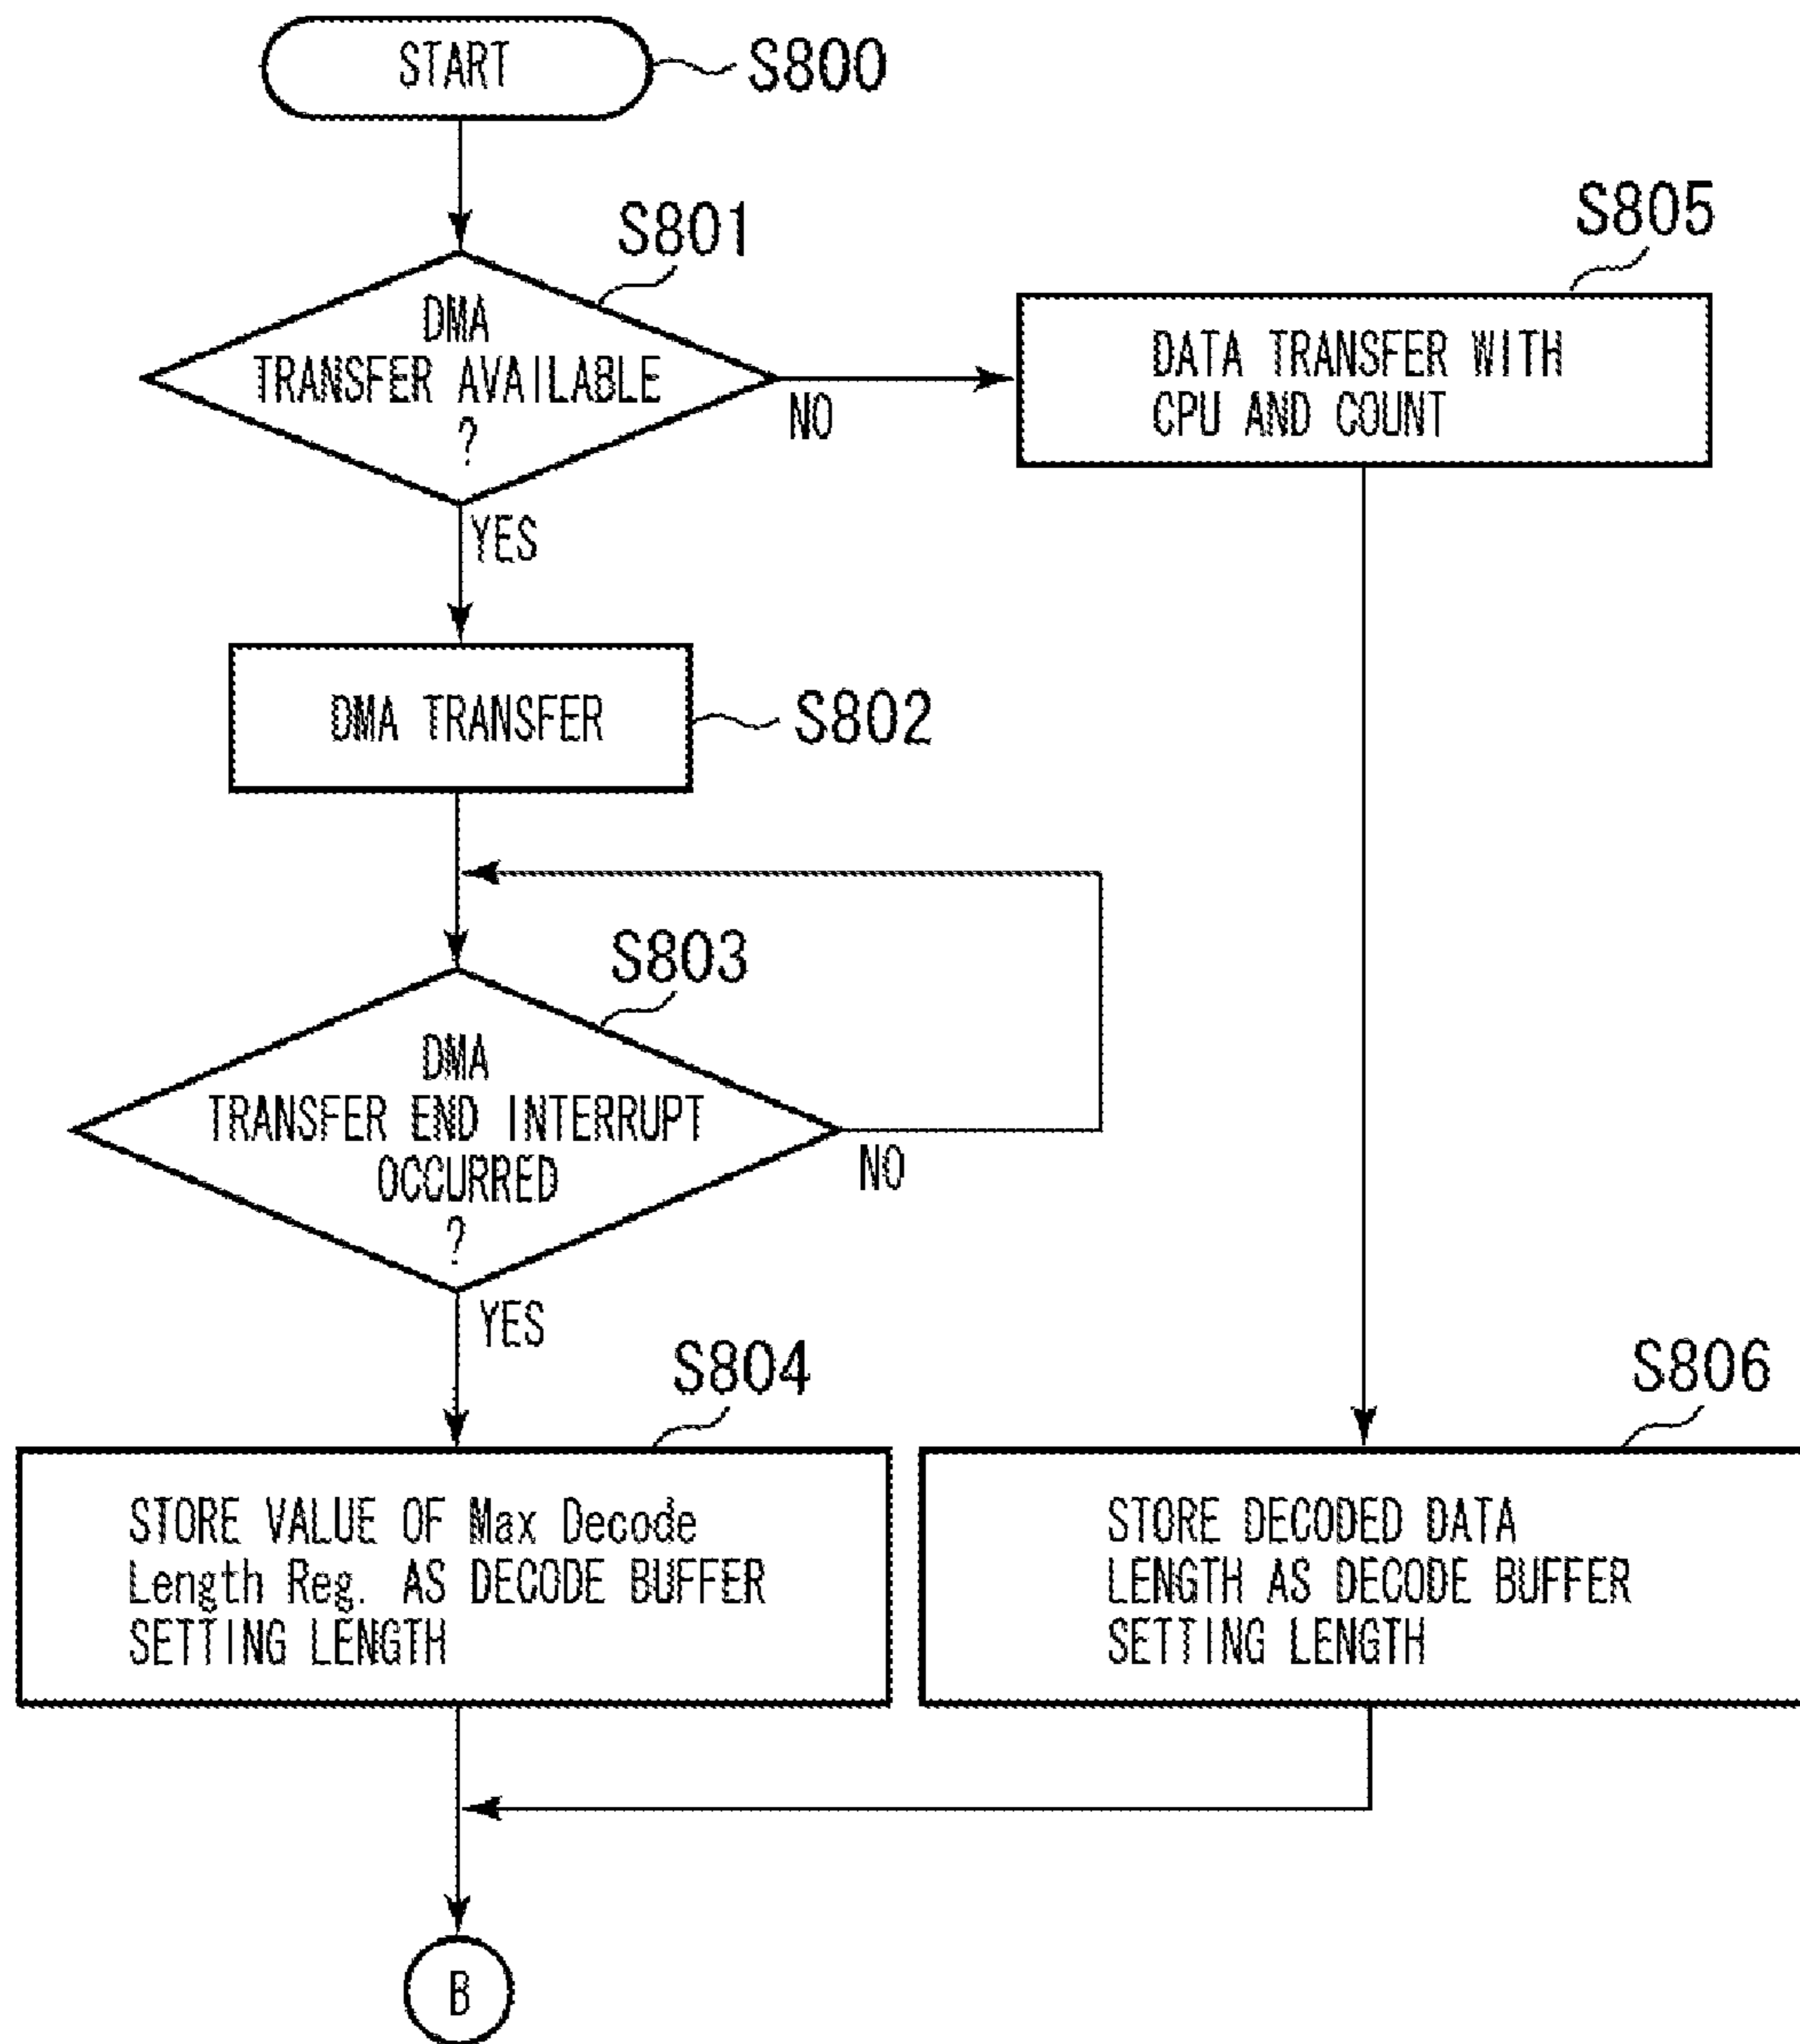 START
S800
S801
DMA
TRANSFER AVAILABLE
?
NO
YES
S805
DATA TRANSFER WITH
CPU AND COUNT
DMA TRANSFER
S802
S803
DMA
TRANSFER END INTERRUPT
OCCURRED
?
NO
YES
S804
STORE VALUE OF Max Decode
Length Reg. AS DECODE BUFFER
SETTING LENGTH
S806
STORE DECODED DATA
LENGTH AS DECODE BUFFER
SETTING LENGTH
B